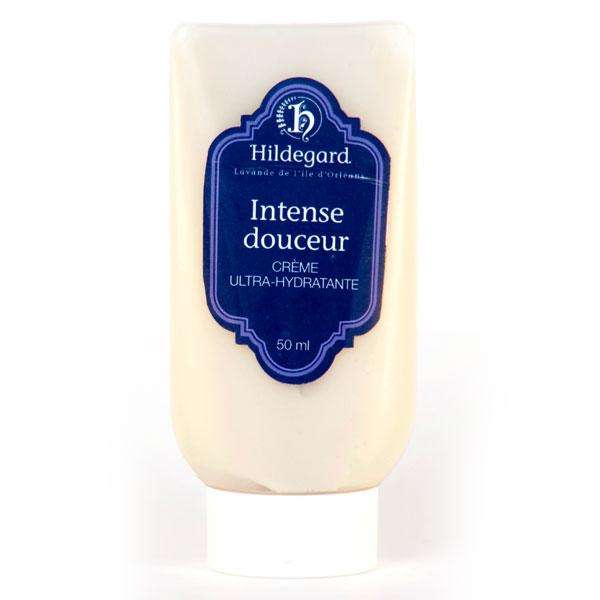 h
Hildegard
Lavande de l'île d'Orléans
Intense
douceur
CRÈME
ULTRA-HYDRATANTE
50 ml